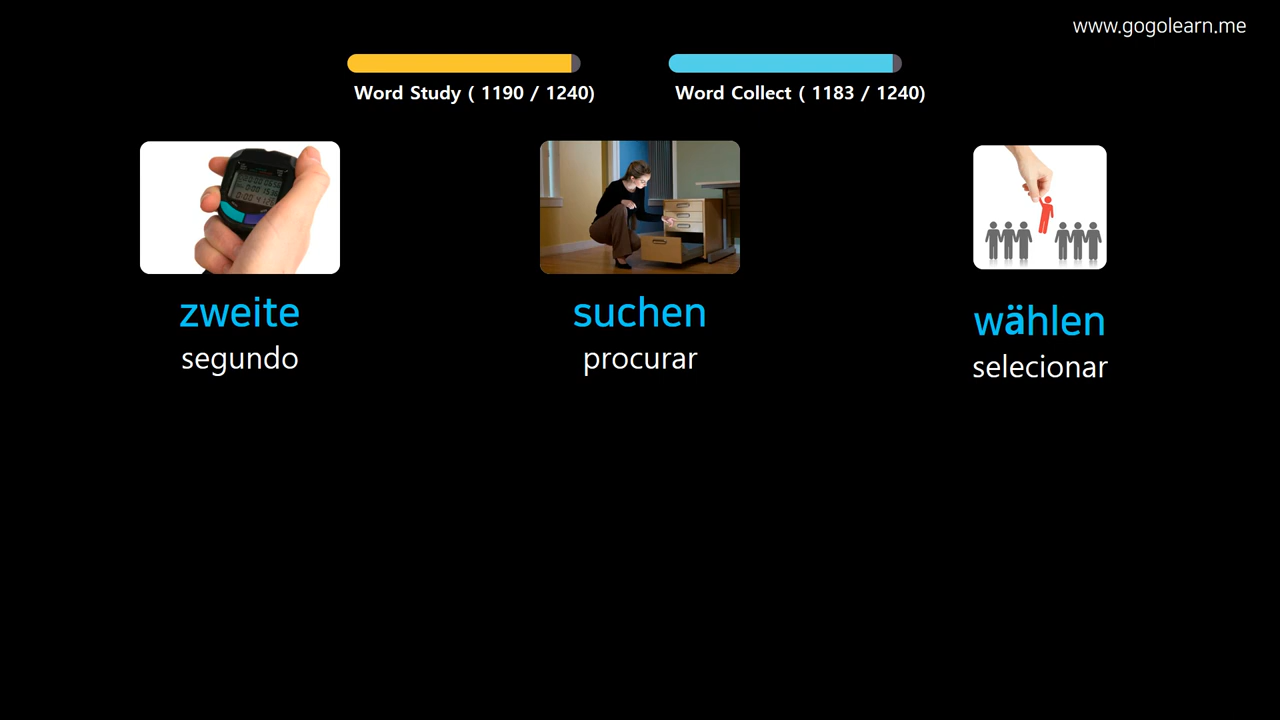 www.gogolearn.me
Word Study ( 1190 / 1240)
Word Collect ( 1183 / 1240)
zweite
segundo
suchen
procurar
wählen
selecionar